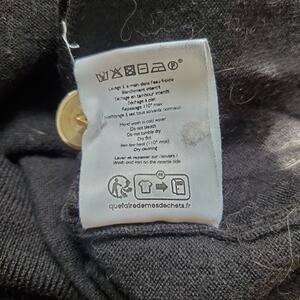 Lavage à la main dans l'eau froide
Blanchiment interdit
Séchage en tambour interdit
Séchage à plat
Repassage 110° max
Nettoyage à sec tous solvants normaux
Hand wash in cold water
Do not bleach
Do not tumble dry
Dry flat
Iron low heat (110° max)
Dry cleaning
Laver et repasser sur l'envers /
Wash and iron on the reverse side
FR
quefairedemesdechets.fr